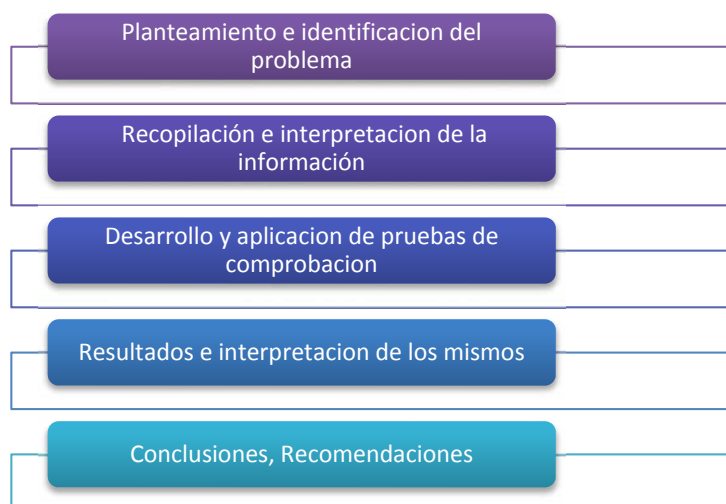 Planteamiento e identificacion del
problema
Recopilación e interpretacion de la
información
Desarrollo y aplicacion de pruebas de
comprobacion
Resultados e interpretacion de los mismos
Conclusiones, Recomendaciones